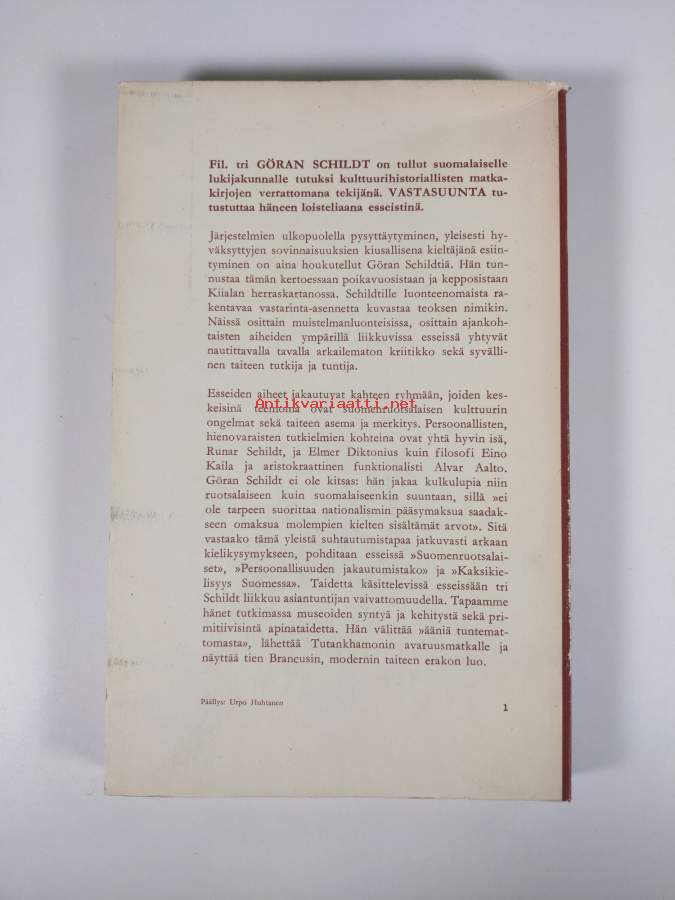 Fil. tri GÖRAN SCHILDT on tullut suomalaiselle
lukijakunnalle tutuksi kulttuurihistoriallisten matka-
kirjojen verrattomana tekijänä. VASTASUUNTA tu-
tustuttaa häneen loisteliaana esseistinä.
Järjestelmien ulkopuolella pysyttäytyminen, yleisesti hy-
väksyttyjen sovinnaisuuksien kiusallisena kieltäjänä esiin-
tyminen on aina houkutellut Göran Schildtiä. Hän tun-
nustaa tämän kertoessaan poikavuosistaan ja kepposistaan
Kiialan herraskartanossa. Schildtille luonteenomaista ra-
kentavaa vastarinta-asennetta kuvastaa teoksen nimikin.
Näissä osittain muistelmanluonteisissa, osittain ajankoh-
taisten aiheiden ympärillä liikkuvissa esseissä yhtyvät
nautittavalla tavalla arkailematon kriitikko sekä syvälli-
nen taiteen tutkija ja tuntija.
Esseiden aiheet jakautuvat kahteen ryhmään, joiden kes-
Antikvariaatti.net
keisinä teemoina ovat suomenruotsalaisen kulttuurin
ongelmat sekä taiteen asema ja merkitys. Persoonallisten,
hienovaraisten tutkielmien kohteina ovat yhtä hyvin isä,
Runar Schildt, ja Elmer Diktonius kuin filosofi Eino
Kaila ja aristokraattinen funktionalisti Alvar Aalto.
Göran Schildt ei ole kitsas: hän jakaa kulkulupia niin
ruotsalaiseen kuin suomalaiseenkin suuntaan, sillä »ei
ole tarpeen suorittaa nationalismin pääsymaksua saadak-
seen omaksua molempien kielten sisältämät arvot». Sitä
vastaako tämä yleistä suhtautumistapaa jatkuvasti arkaan
kielikysymykseen, pohditaan esseissä »Suomenruotsalai-
set», »Persoonallisuuden jakautumistako» ja »Kaksikie-
lisyys Suomessa». Taidetta käsittelevissä esseissään tri
Schildt liikkuu asiantuntijan vaivattomuudella. Tapaamme
hänet tutkimassa museoiden syntyä ja kehitystä sekä pri-
mitiivisintä apinataidetta. Hän välittää »ääniä tuntemat-
tomasta», lähettää Tutankhamonin avaruusmatkalle ja
näyttää tien Brancusin, modernin taiteen erakon luo.
Päällys: Urpo Huhtanen
1